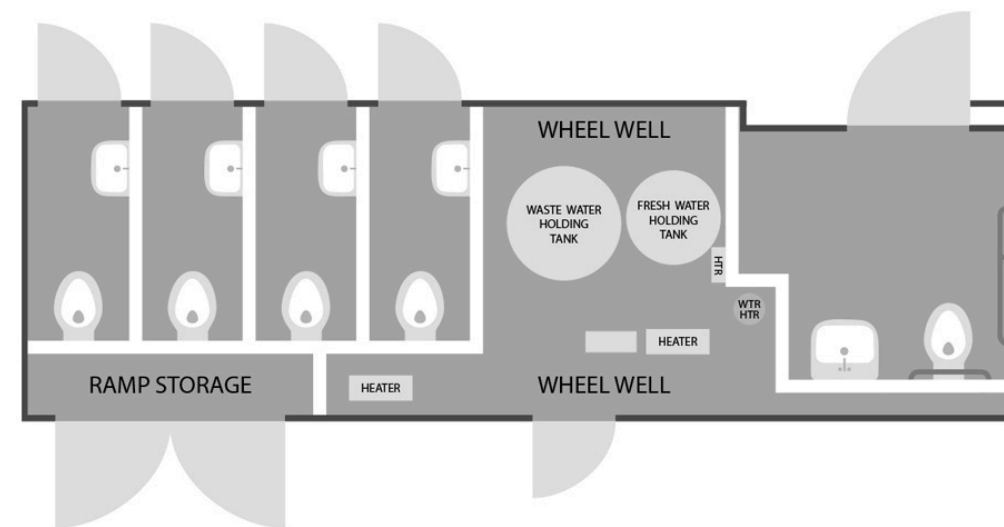 WHEEL WELL
WASTE WATER
HOLDING
TANK
FRESH WATER
HOLDING
TANK
HTR
WTR
HTR
HEATER
RAMP STORAGE
HEATER
WHEEL WELL